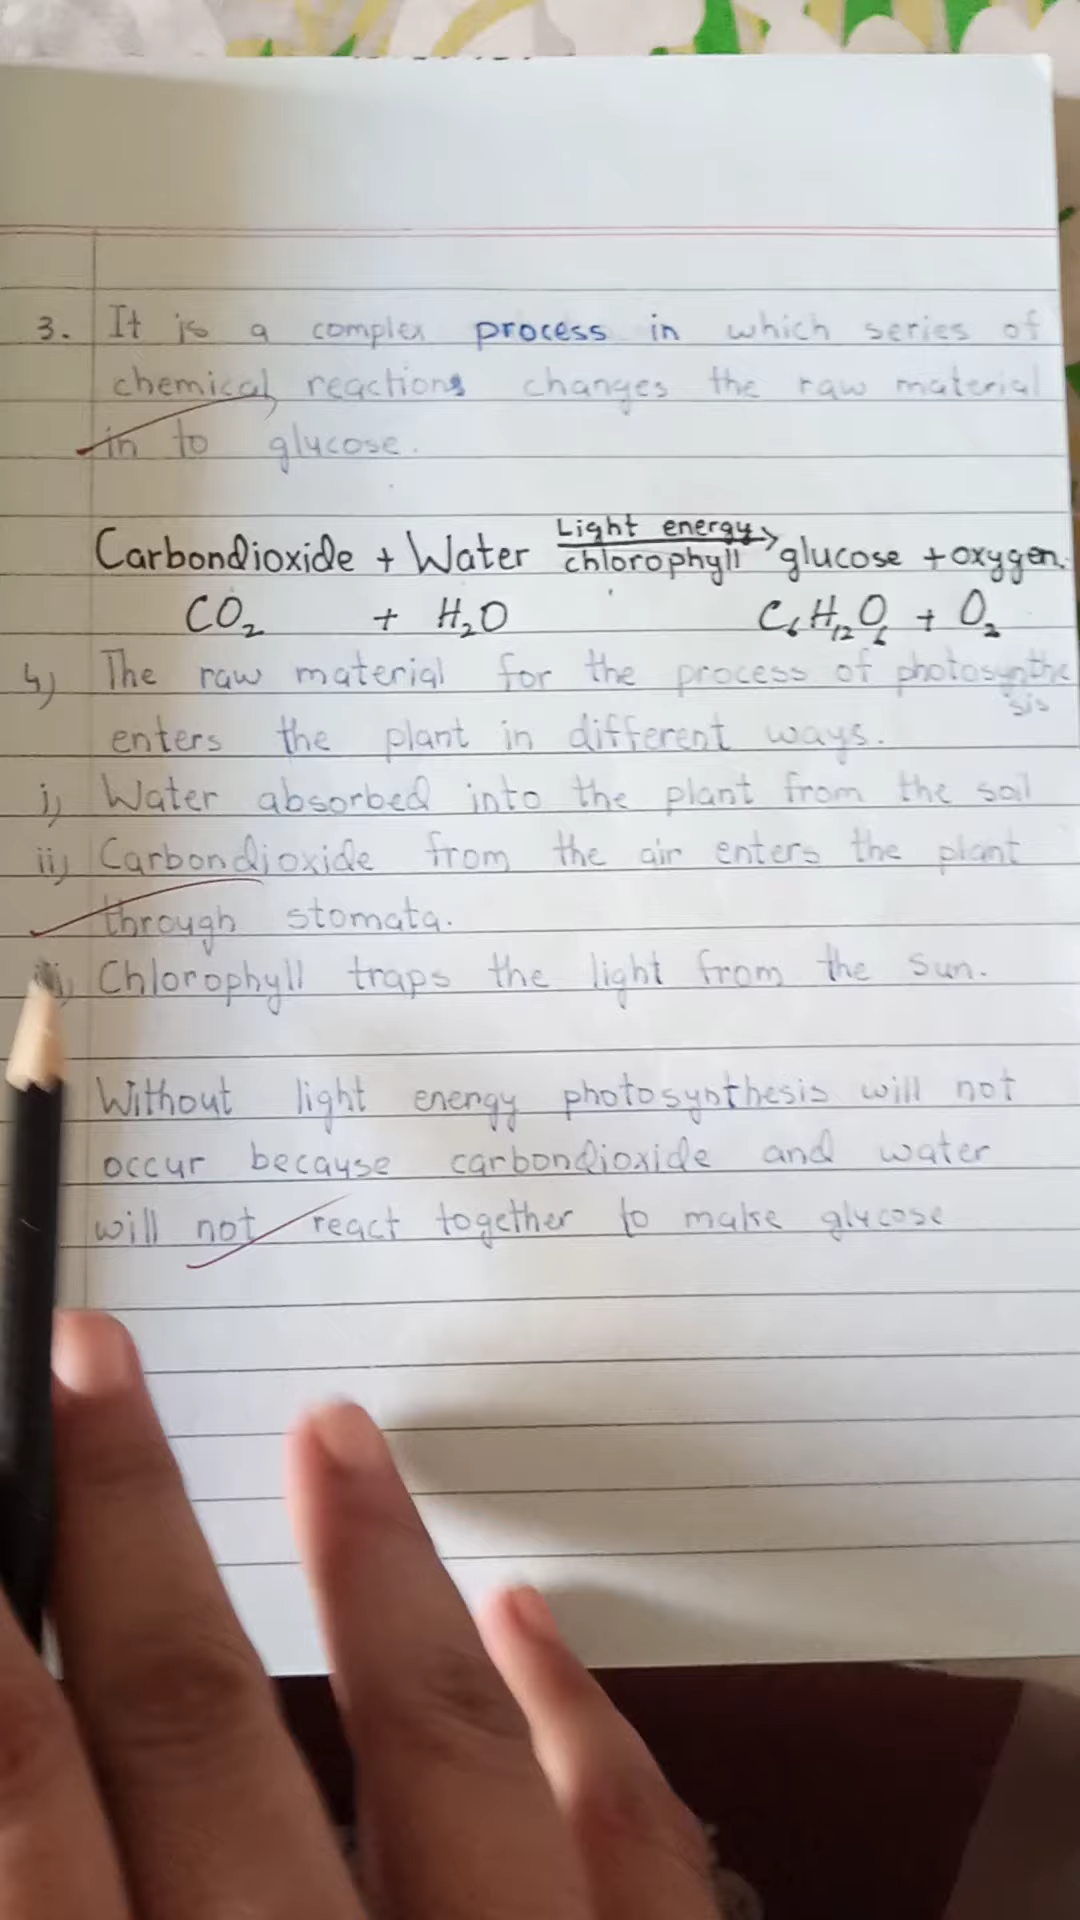 3. It is a complex process in which series of
chemical reactions changes the raw material
in to glucose.
Light energy
Carbondioxide + Water chlorophyll glucose + oxygen.
CO₂ + H₂O C₆H₁₂O₆ + O₂
4) The raw material for the process of photosynthe
sis
enters the plant in different ways.
i) Water absorbed into the plant from the soil
ii) Carbondioxide from the air enters the plant
through stomata.
Chlorophyll traps the light from the sun.
Without light energy photosynthesis will not
occur because carbondioxide and water
will not react together to make glucose